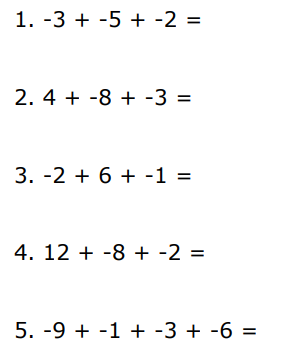 1. -3 + -5 + -2 =
2. 4 + -8 + -3 =
3. -2 + 6 + -1 =
4. 12 + -8 + -2 =
5. -9 + -1 + -3 + -6 =